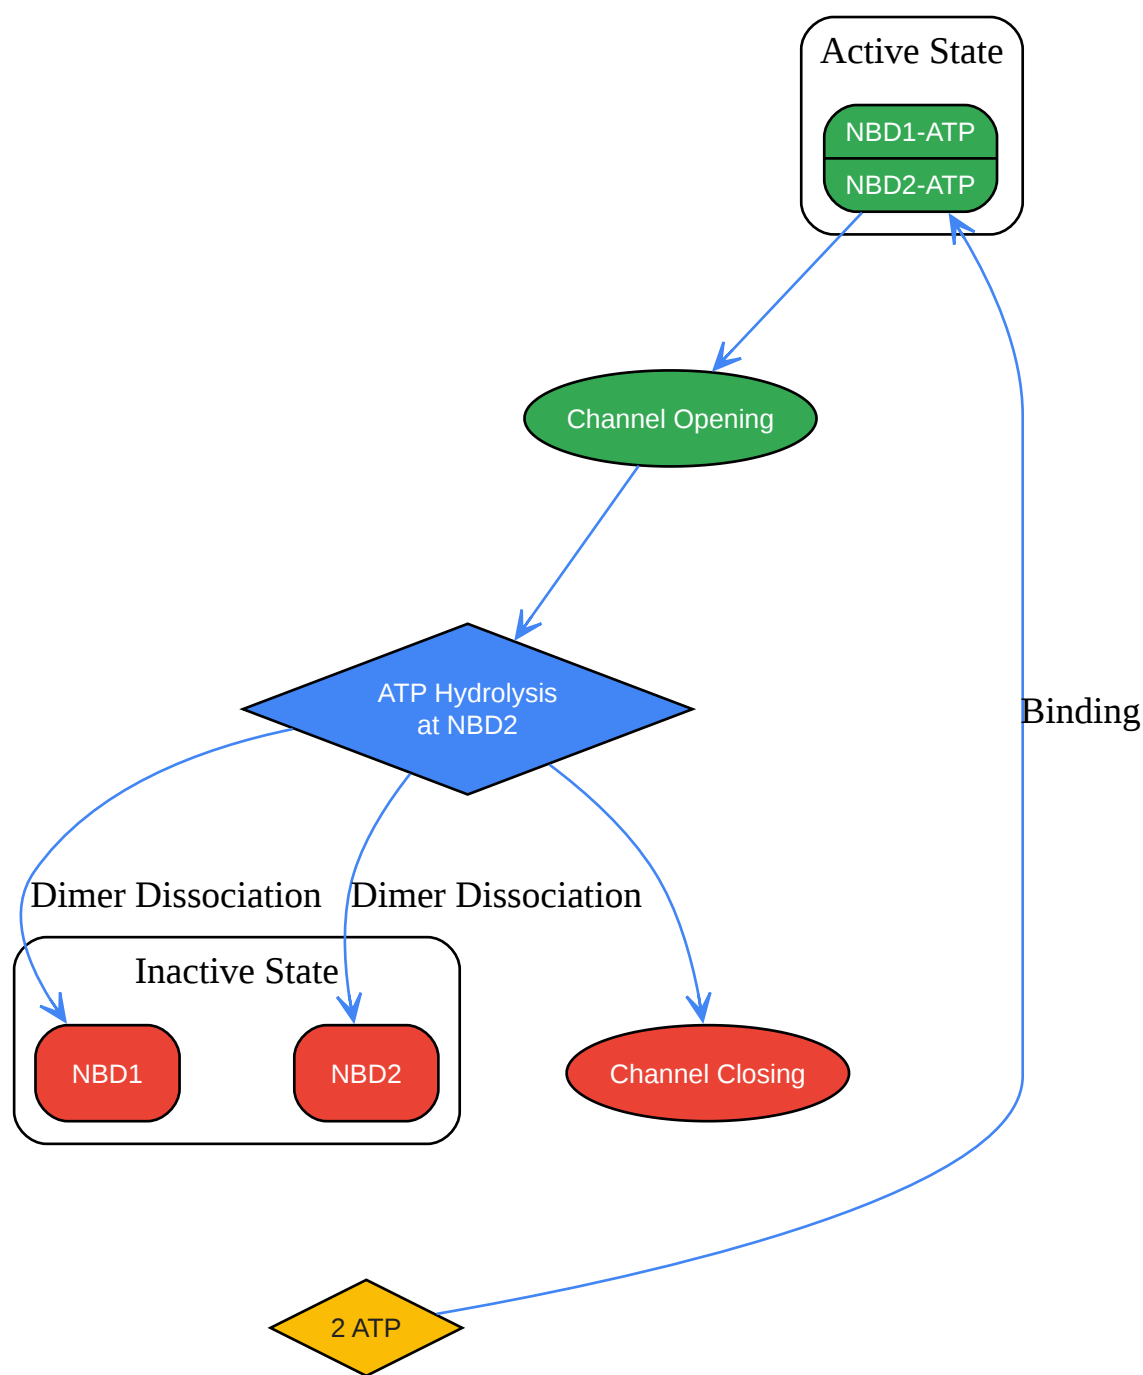 Active State
NBD1-ATP
NBD2-ATP
Channel Opening
ATP Hydrolysis
at NBD2
Binding
Dimer Dissociation
Dimer Dissociation
Inactive State
NBD1
NBD2
Channel Closing
2 ATP